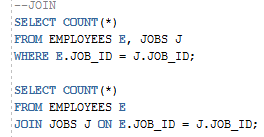 --JOIN
SELECT COUNT(*)
FROM EMPLOYEES E, JOBS J
WHERE E.JOB_ID = J.JOB_ID;
SELECT COUNT(*)
FROM EMPLOYEES E
JOIN JOBS J ON E.JOB_ID = J.JOB_ID;